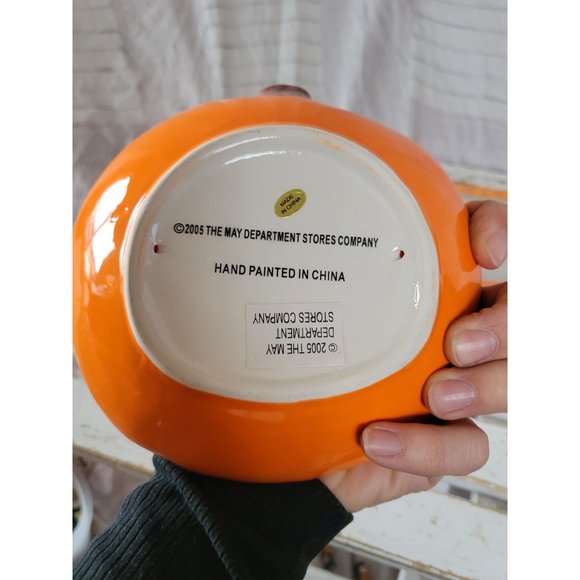 MADE
IN CHINA
©2005 THE MAY DEPARTMENT STORES COMPANY
HAND PAINTED IN CHINA
© 2005 THE MAY
DEPARTMENT
STORES COMPANY